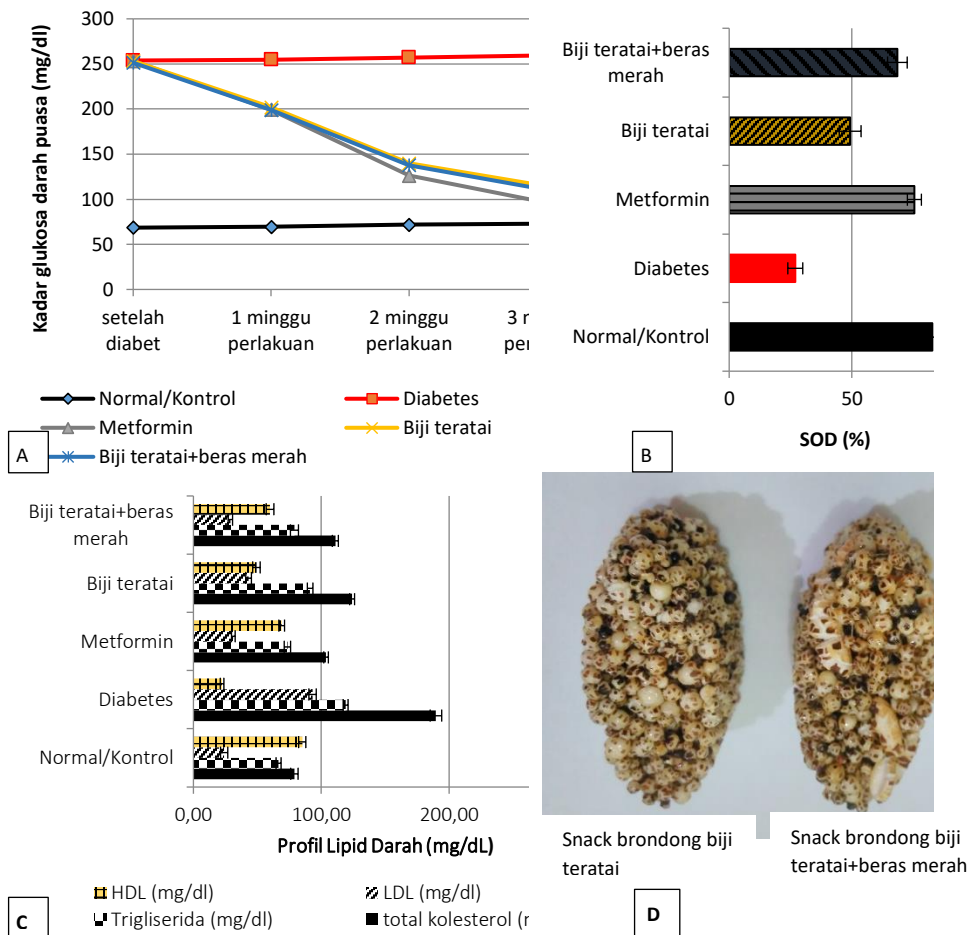 Kadar glukosa darah puasa (mg/dl)
300
250
200
150
100
50
0
setelah
diabet
1 minggu
perlakuan
2 minggu
perlakuan
3
Normal/Kontrol
Diabetes
Metformin
Biji teratai
Biji teratai+beras merah
A
Biji teratai+beras
merah
Biji teratai
Metformin
Diabetes
Normal/Kontrol
0
50
SOD (%)
B
Biji teratai+beras
merah
Biji teratai
Metformin
Diabetes
Normal/Kontrol
0,00
100,00
200,00
Profil Lipid Darah (mg/dL)
HDL (mg/dl)
LDL (mg/dl)
Trigliserida (mg/dl)
total kolesterol
C
Snack brondong biji
teratai
Snack brondong biji
teratai+beras merah
D